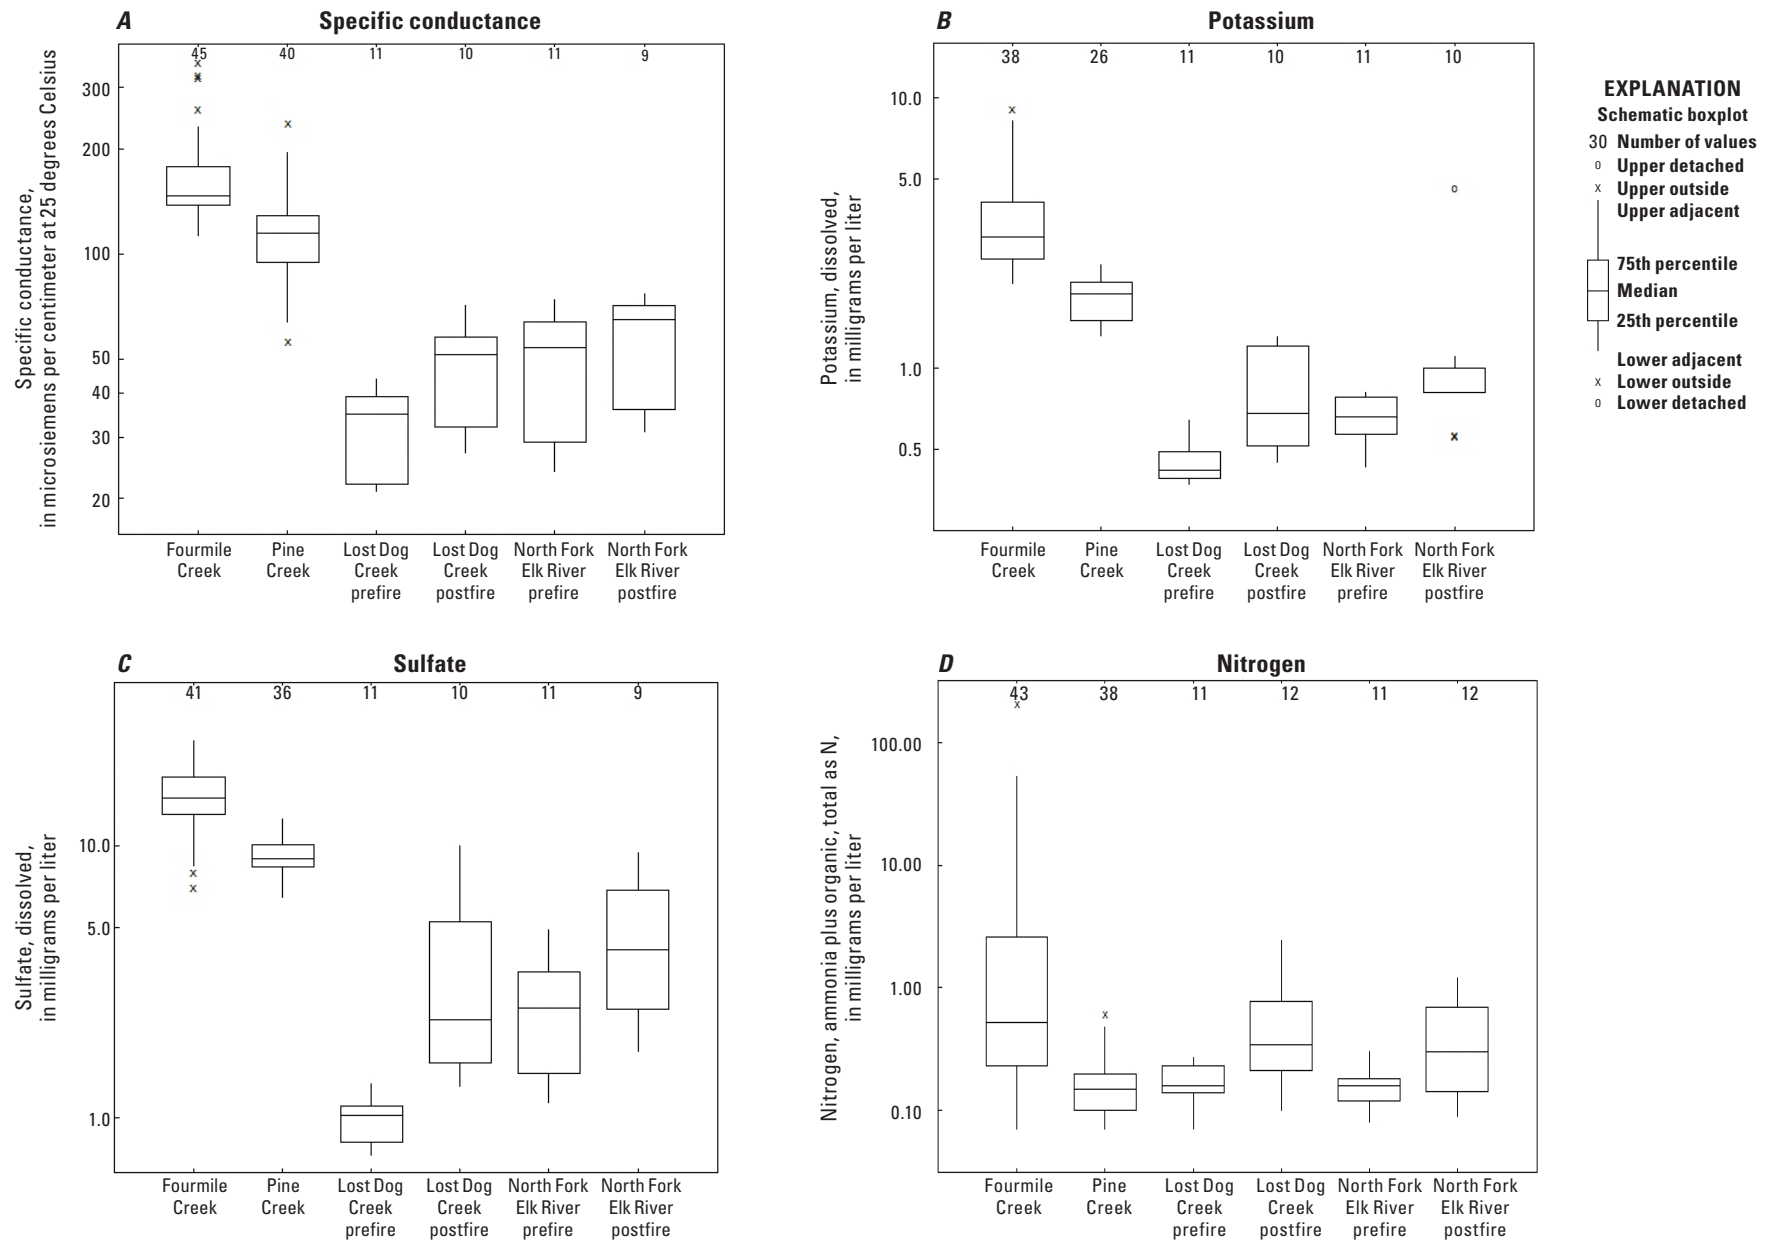 A Specific conductance
Specific conductance,
in microsiemens per centimeter at 25 degrees Celsius
45 40 11 10 11 9
300
200
100
50
40
30
20
Fourmile Pine Lost Dog Lost Dog North Fork North Fork
Creek Creek Creek Creek Elk River Elk River
prefire postfire prefire postfire
B Potassium
Potassium, dissolved,
in milligrams per liter
38 26 11 10 11 10
10.0
5.0
1.0
0.5
Fourmile Pine Lost Dog Lost Dog North Fork North Fork
Creek Creek Creek Creek Elk River Elk River
prefire postfire prefire postfire
EXPLANATION
Schematic boxplot
30 Number of values
o Upper detached
x Upper outside
Upper adjacent
75th percentile
Median
25th percentile
Lower adjacent
x Lower outside
o Lower detached
C Sulfate
Sulfate, dissolved,
in milligrams per liter
41 36 11 10 11 9
10.0
5.0
1.0
Fourmile Pine Lost Dog Lost Dog North Fork North Fork
Creek Creek Creek Creek Elk River Elk River
prefire postfire prefire postfire
D Nitrogen
Nitrogen, ammonia plus organic, total as N,
in milligrams per liter
43 38 11 12 11 12
100.00
10.00
1.00
0.10
Fourmile Pine Lost Dog Lost Dog North Fork North Fork
Creek Creek Creek Creek Elk River Elk River
prefire postfire prefire postfire